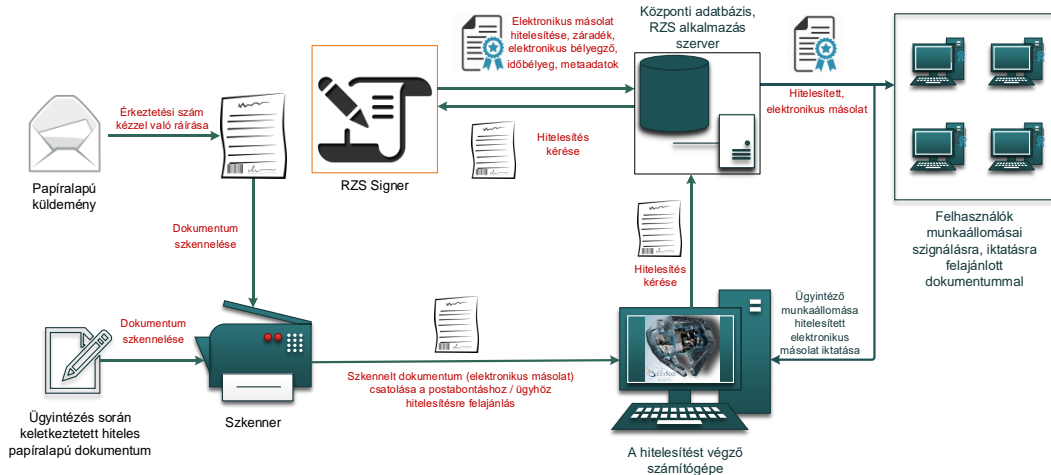 Érkeztetési szám
kézzel való ráírása
Papíralapú
küldemény
Dokumentum
szkennelése
Dokumentum
szkennelése
Ügyintézés során
keletkeztetett hiteles
papíralapú dokumentum
Szkenner
Elektronikus másolat
hitelesítése, záradék,
elektronikus bélyegző,
időbélyeg, metaadatok
RZS Signer
Hitelesítés
kérése
Központi adatbázis,
RZS alkalmazás
szerver
Hitelesített,
elektronikus másolat
Felhasználók
munkaállomásai
szignálásra, iktatásra
felajánlott
dokumentummal
Hitelesítés
kérése
Ügyintéző
munkaállomása
hitelesített
elektronikus
másolat iktatása
Szkennelt dokumentum (elektronikus másolat)
csatolása a postabontáshoz / ügyhöz
hitelesítésre felajánlás
A hitelesítést végző
számítógépe